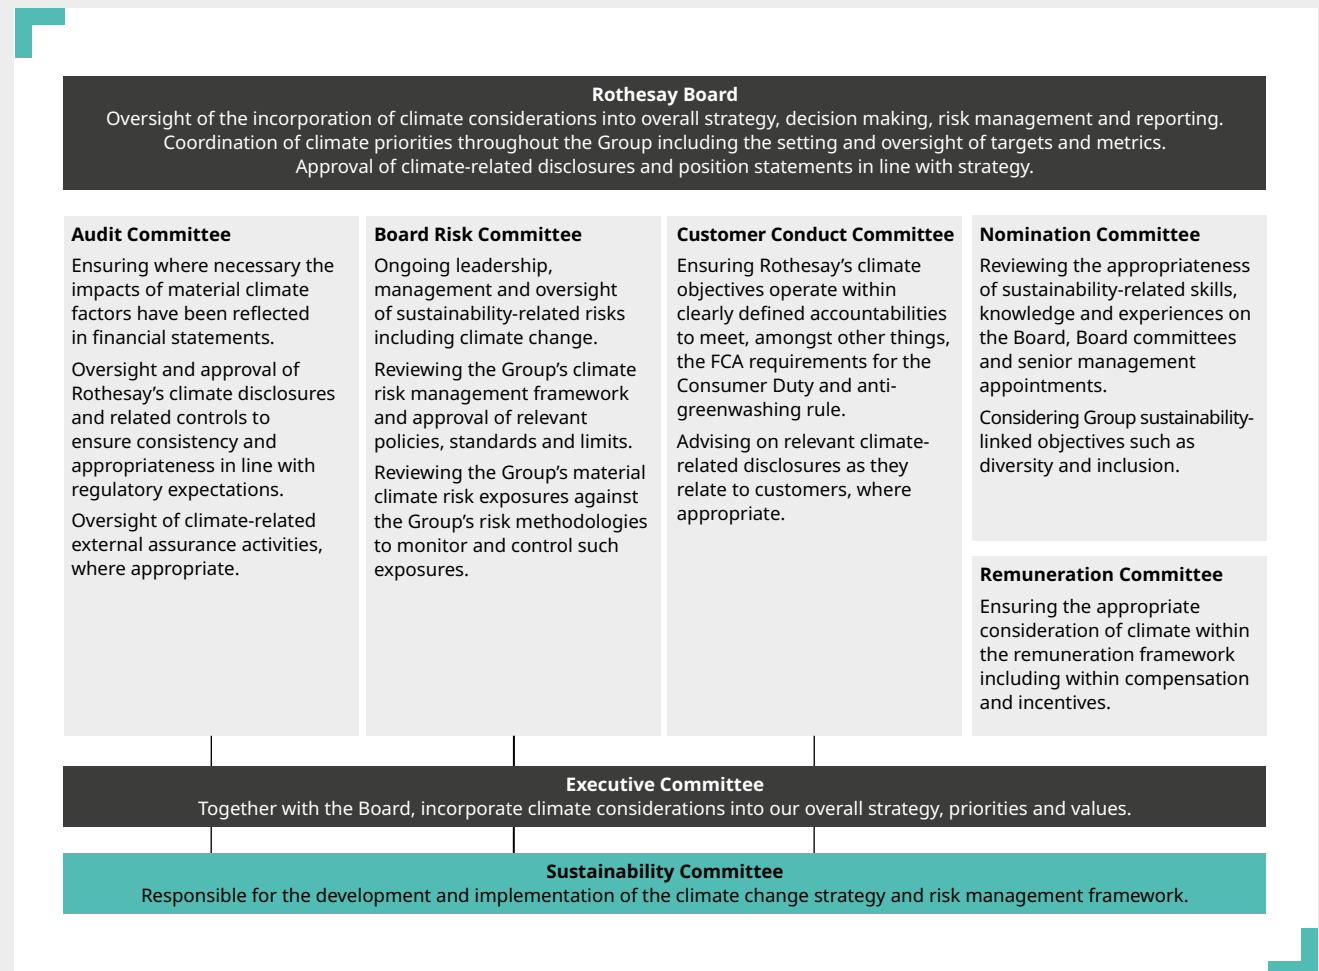 Rothesay Board
Oversight of the incorporation of climate considerations into overall strategy, decision making, risk management and reporting.
Coordination of climate priorities throughout the Group including the setting and oversight of targets and metrics.
Approval of climate-related disclosures and position statements in line with strategy.
Audit Committee
Ensuring where necessary the
impacts of material climate
factors have been reflected
in financial statements.
Oversight and approval of
Rothesay’s climate disclosures
and related controls to
ensure consistency and
appropriateness in line with
regulatory expectations.
Oversight of climate-related
external assurance activities,
where appropriate.
Board Risk Committee
Ongoing leadership,
management and oversight
of sustainability-related risks
including climate change.
Reviewing the Group’s climate
risk management framework
and approval of relevant
policies, standards and limits.
Reviewing the Group’s material
climate risk exposures against
the Group’s risk methodologies
to monitor and control such
exposures.
Customer Conduct Committee
Ensuring Rothesay’s climate
objectives operate within
clearly defined accountabilities
to meet, amongst other things,
the FCA requirements for the
Consumer Duty and anti-
greenwashing rule.
Advising on relevant climate-
related disclosures as they
relate to customers, where
appropriate.
Nomination Committee
Reviewing the appropriateness
of sustainability-related skills,
knowledge and experiences on
the Board, Board committees
and senior management
appointments.
Considering Group sustainability-
linked objectives such as
diversity and inclusion.
Remuneration Committee
Ensuring the appropriate
consideration of climate within
the remuneration framework
including within compensation
and incentives.
Executive Committee
Together with the Board, incorporate climate considerations into our overall strategy, priorities and values.
Sustainability Committee
Responsible for the development and implementation of the climate change strategy and risk management framework.